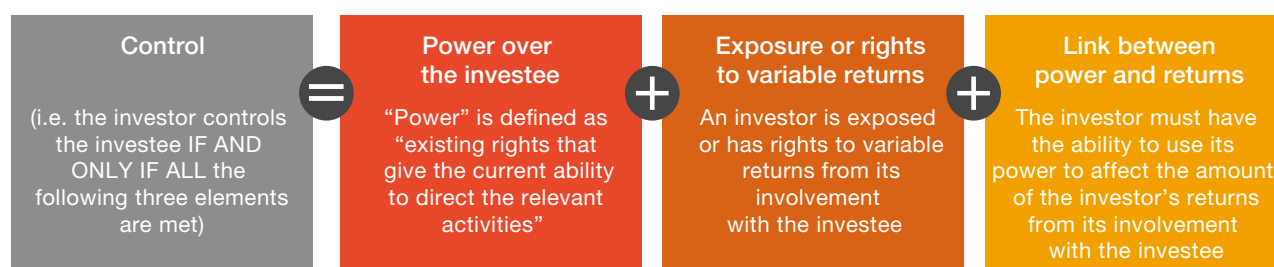 Control
(i.e. the investor controls
the investee IF AND
ONLY IF ALL the
following three elements
are met)
=
Power over
the investee
“Power” is defined as
“existing rights that
give the current ability
to direct the relevant
activities”
+
Exposure or rights
to variable returns
An investor is exposed
or has rights to variable
returns from its
involvement
with the investee
+
Link between
power and returns
The investor must have
the ability to use its
power to affect the amount
of the investor’s returns
from its involvement
with the investee